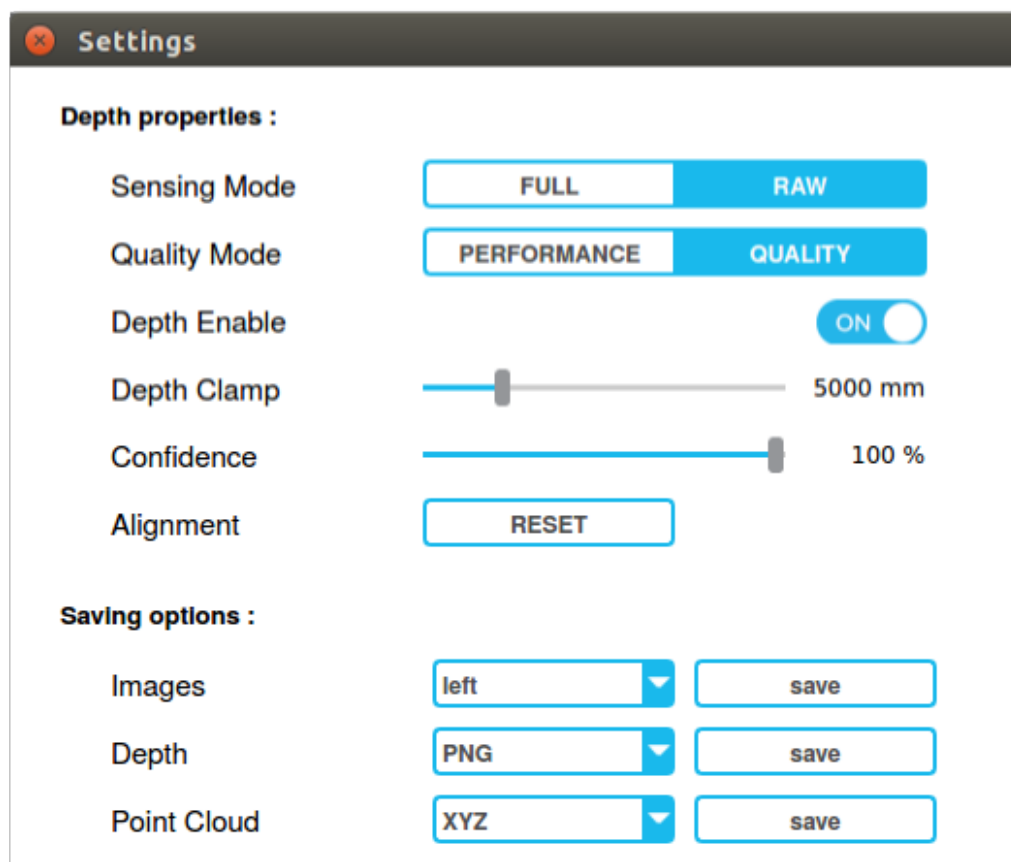 Settings
Depth properties :
Sensing Mode FULL RAW
Quality Mode PERFORMANCE QUALITY
Depth Enable ON
Depth Clamp 5000 mm
Confidence 100 %
Alignment RESET
Saving options :
Images left save
Depth PNG save
Point Cloud XYZ save